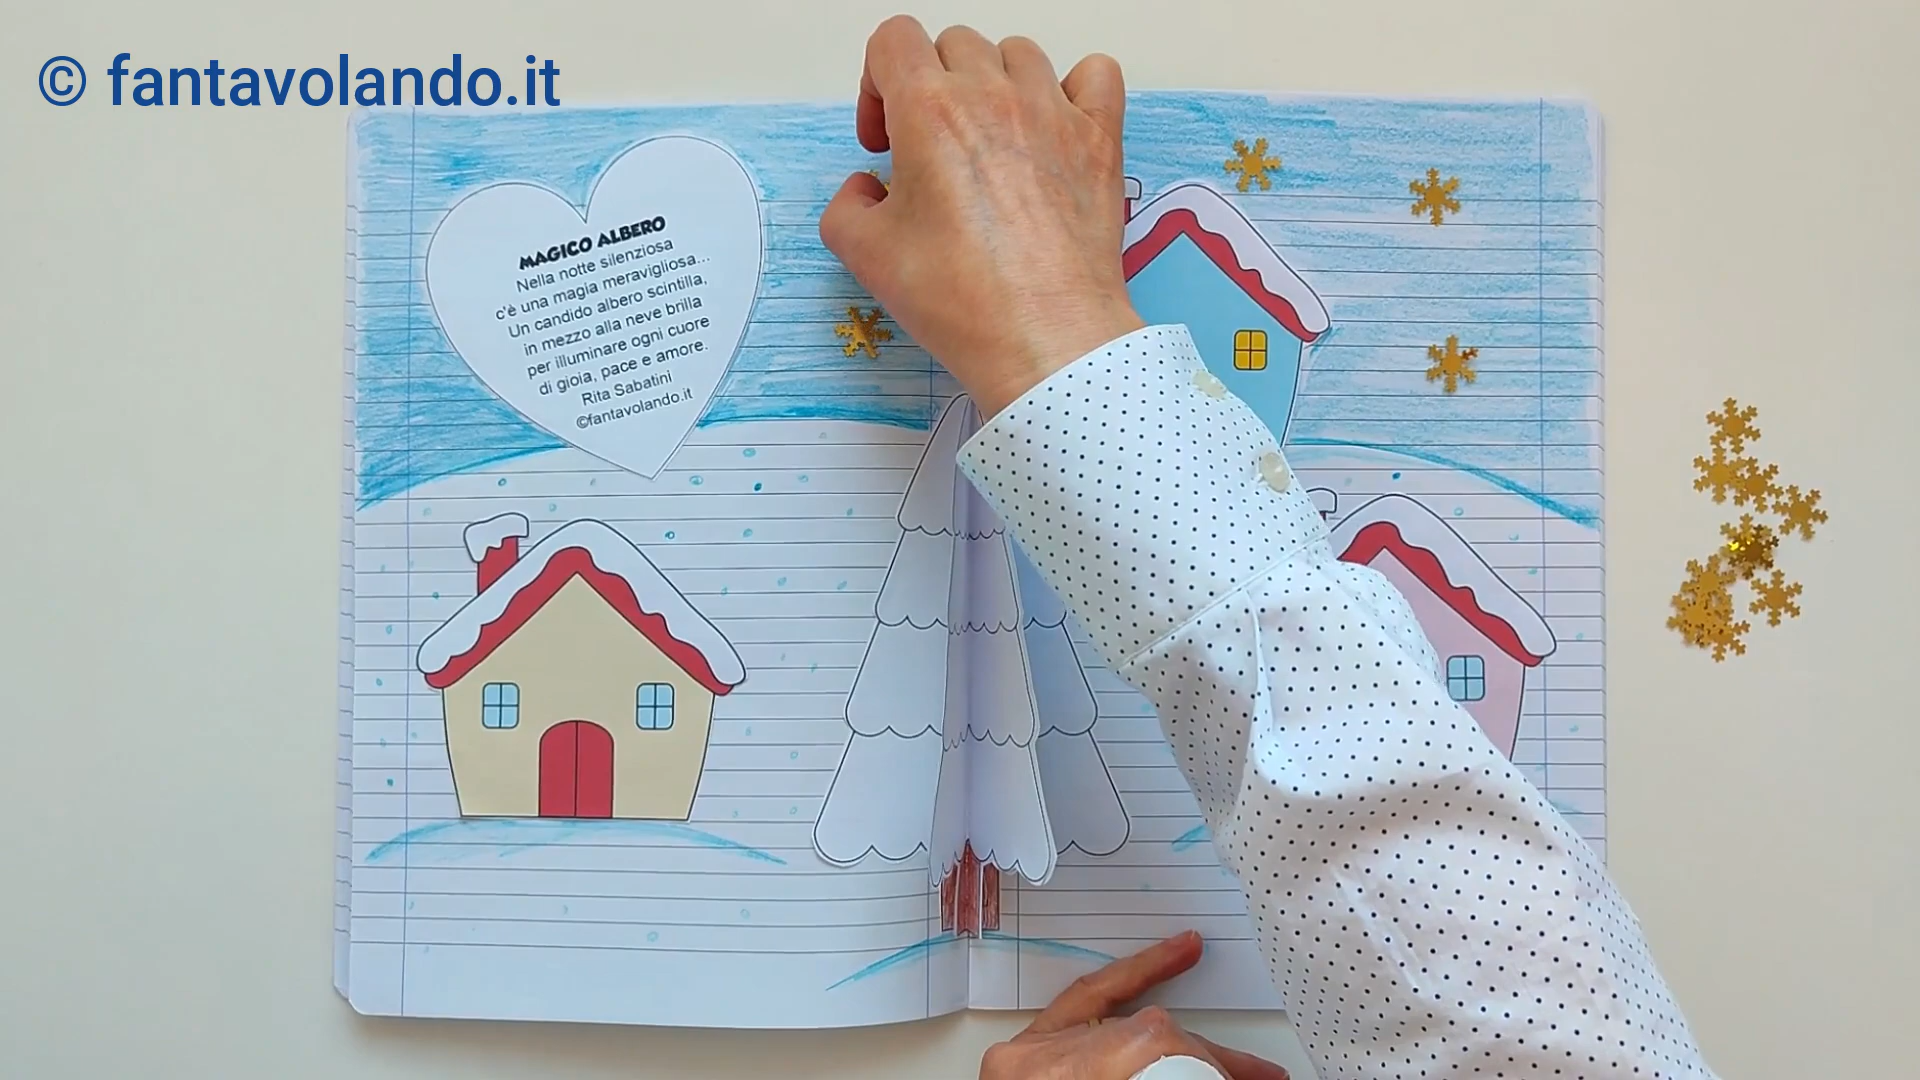 © fantavolando.it
MAGICO ALBERO
Nella notte silenziosa
c'è una magia meravigliosa...
Un candido albero scintilla,
in mezzo alla neve brilla
per illuminare ogni cuore
di gioia, pace e amore.
Rita Sabatini
©fantavolando.it